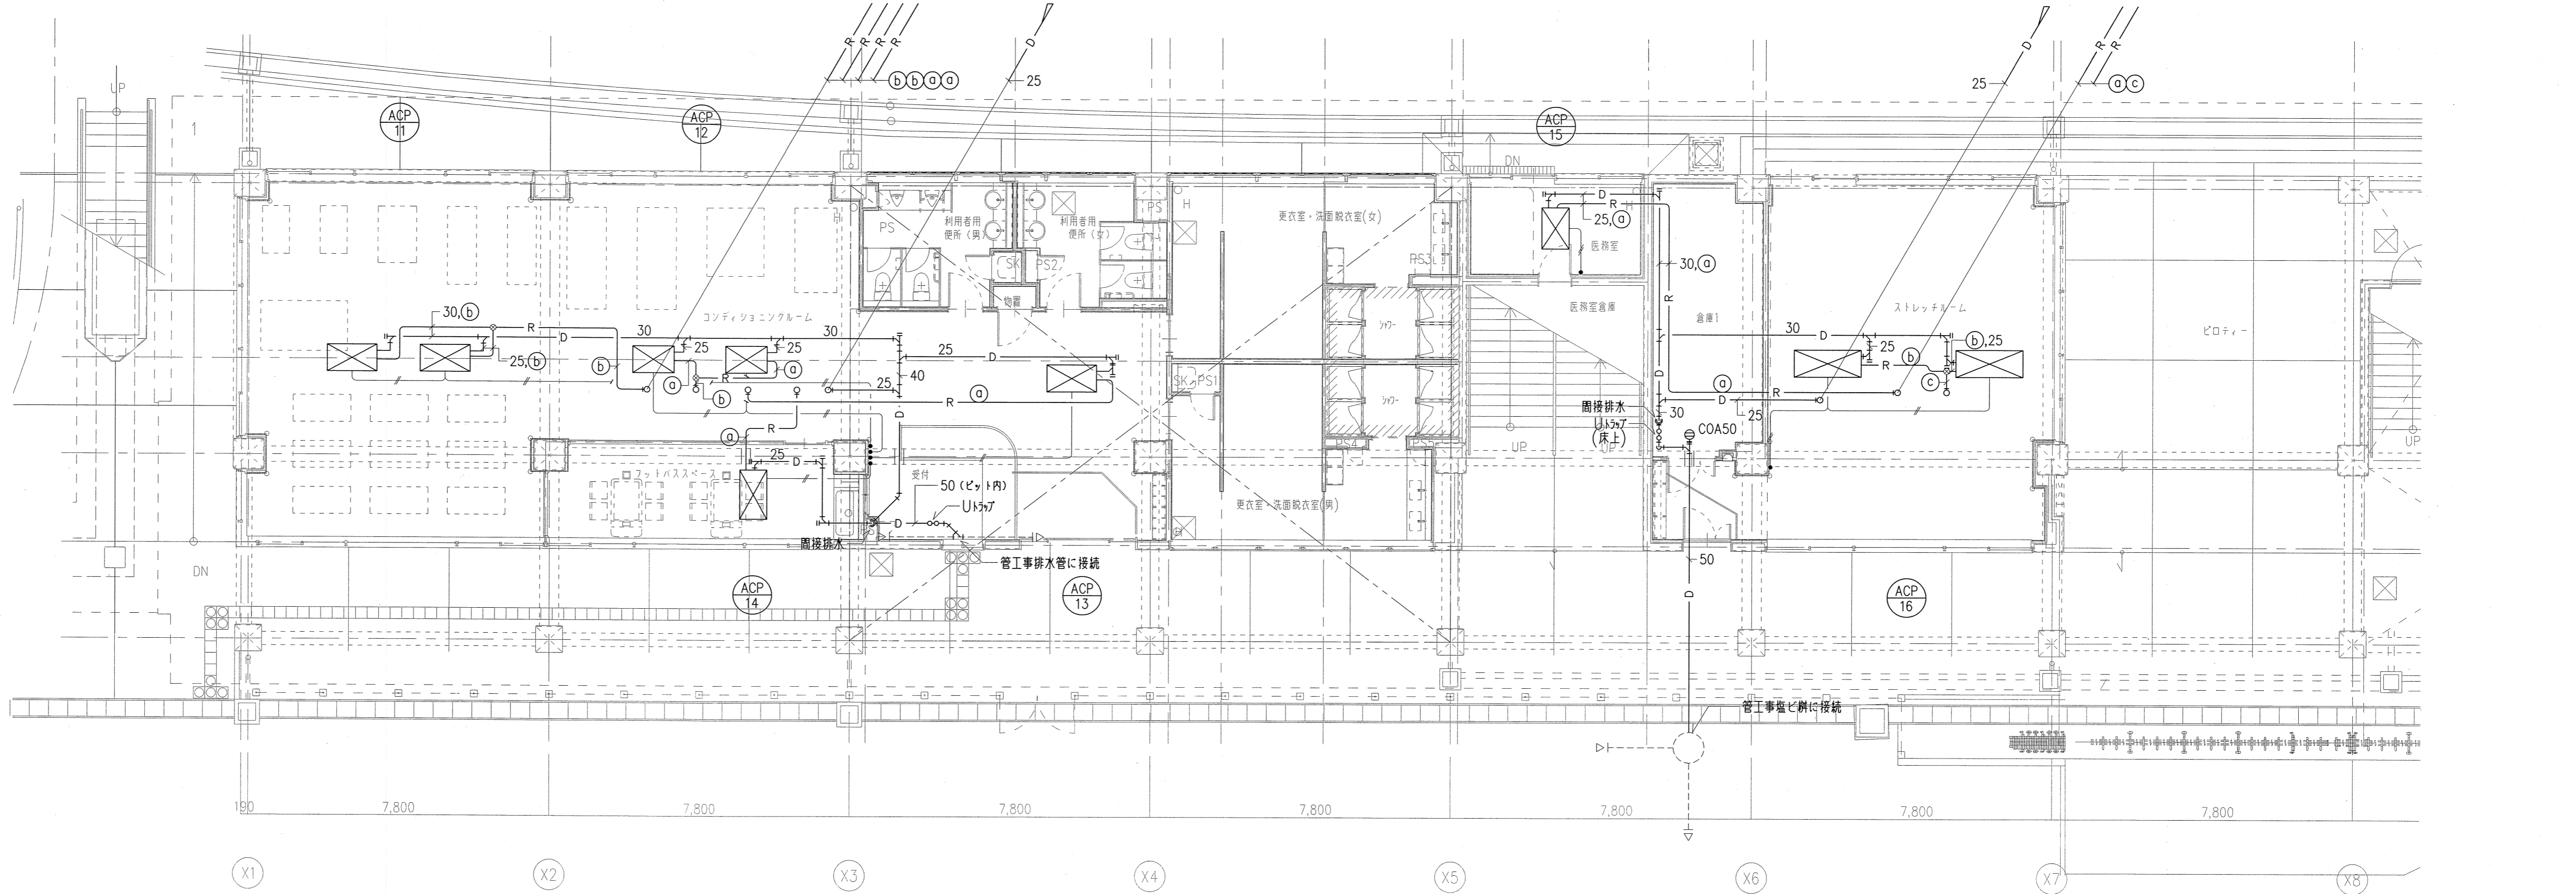 R R R R D
D R R
b b a a
25
25
a c
UP
ACP
11
ACP
12
ACP
15
DN
H
PS
利用者用
便所(男)
利用者用
便所(女)
PS
H
更衣室・洗面脱衣室(女)
D
R
25,a
H
医務室
SK
PS2
PS3
30,a
物置
R
医務室倉庫
倉庫1
ストレッチルーム
ピロティー
コンディショニングルーム
シャワー
30,b
R
D
25,b
30
25
30
25
b
a
b
R
a
25
D
40
25
D
R
a
SK
PS1
シャワー
30
D
25
R
b
b,25
c
a
R
D
25
D
30
間接排水
Uトラップ
(床上)
COA50
UP
UP
UP
PS4
PS5
a
R
25
D
フットバススペース
受付
50(ピット内)
Uトラップ
D
間接排水
管工事排水管に接続
更衣室・洗面脱衣室(男)
50
D
DN
ACP
14
ACP
13
ACP
16
管工事塩ビ桝に接続
190
7,800
7,800
7,800
7,800
7,800
7,800
7,800
X1
X2
X3
X4
X5
X6
X7
X8